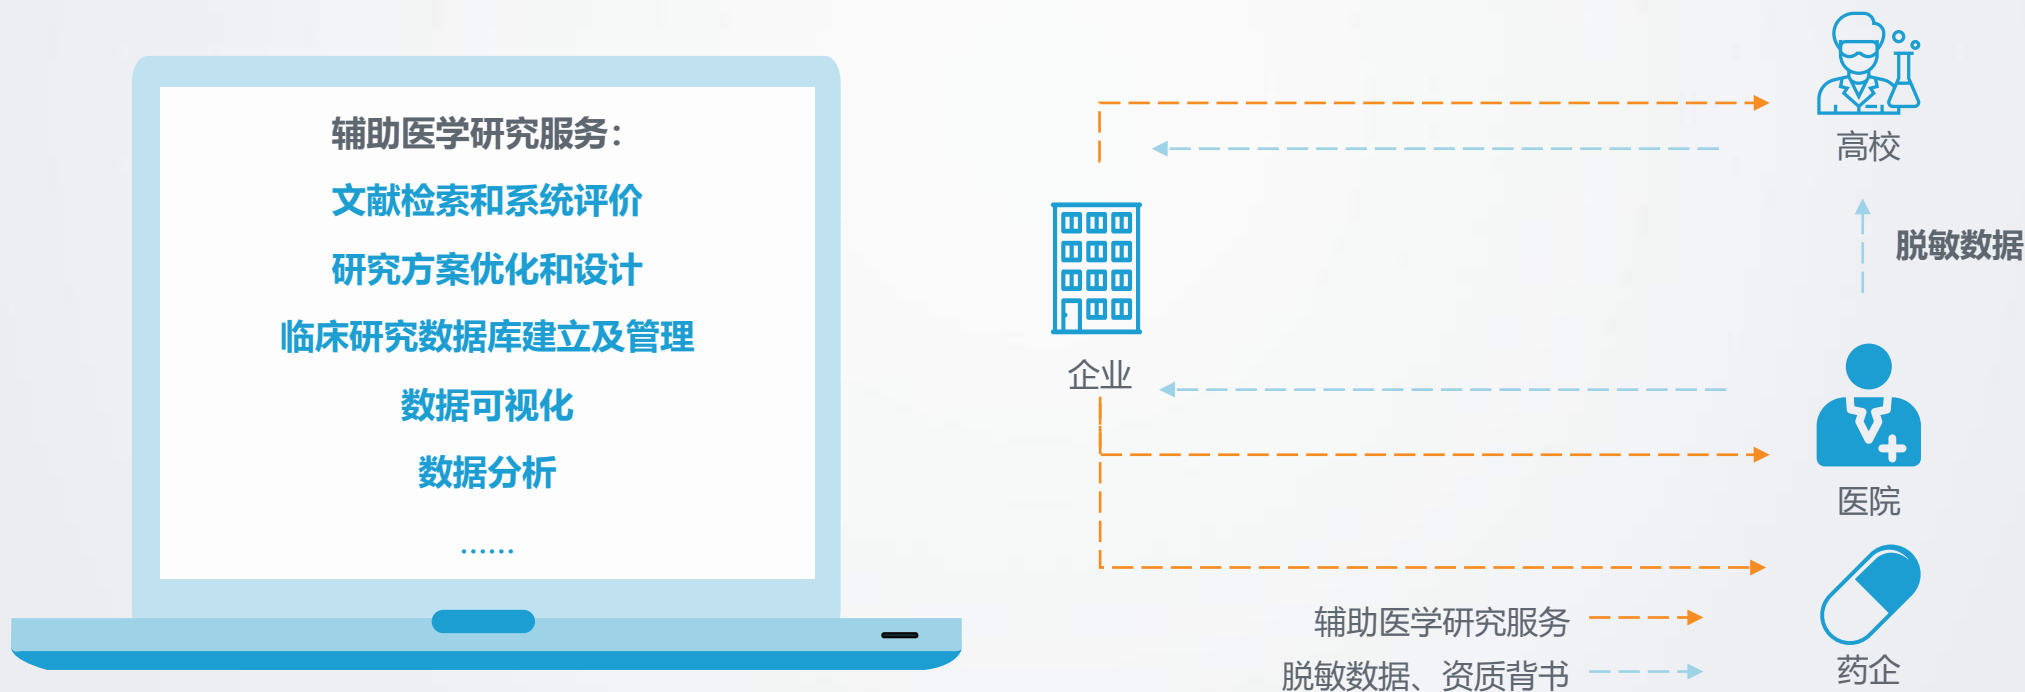 辅助医学研究服务：
文献检索和系统评价
研究方案优化和设计
临床研究数据库建立及管理
数据可视化
数据分析
……
高校
脱敏数据
企业
医院
辅助医学研究服务
脱敏数据、资质背书
药企